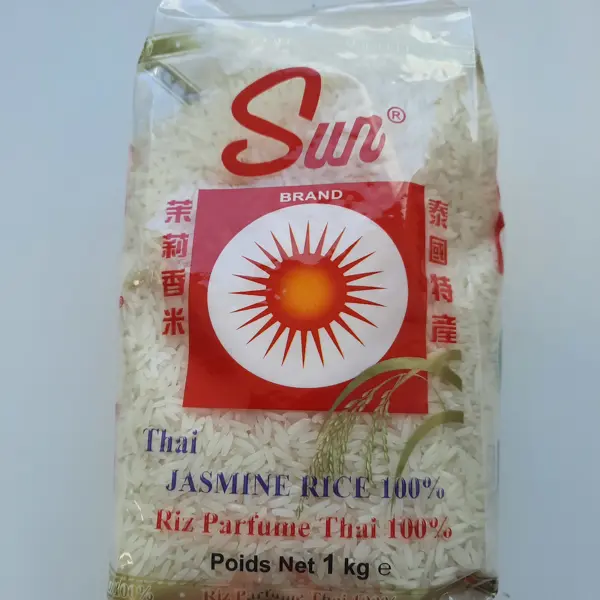 Sun®
BRAND
茉莉香米
泰國特產
Thai
JASMINE RICE 100%
Riz Parfume Thai 100%
Poids Net 1 kg ℮